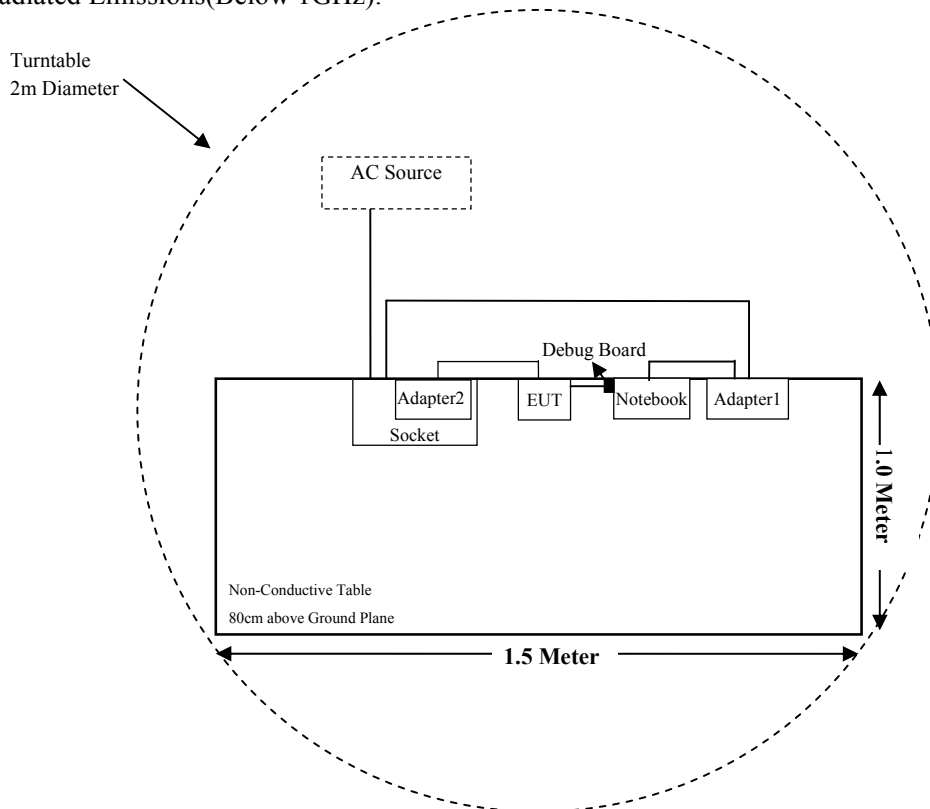 adiated Emissions(Below 1GHz):
Turntable
2m Diameter
AC Source
Debug Board
Adapter2
EUT
Notebook
Adapter1
Socket
1.0 Meter
Non-Conductive Table
80cm above Ground Plane
1.5 Meter